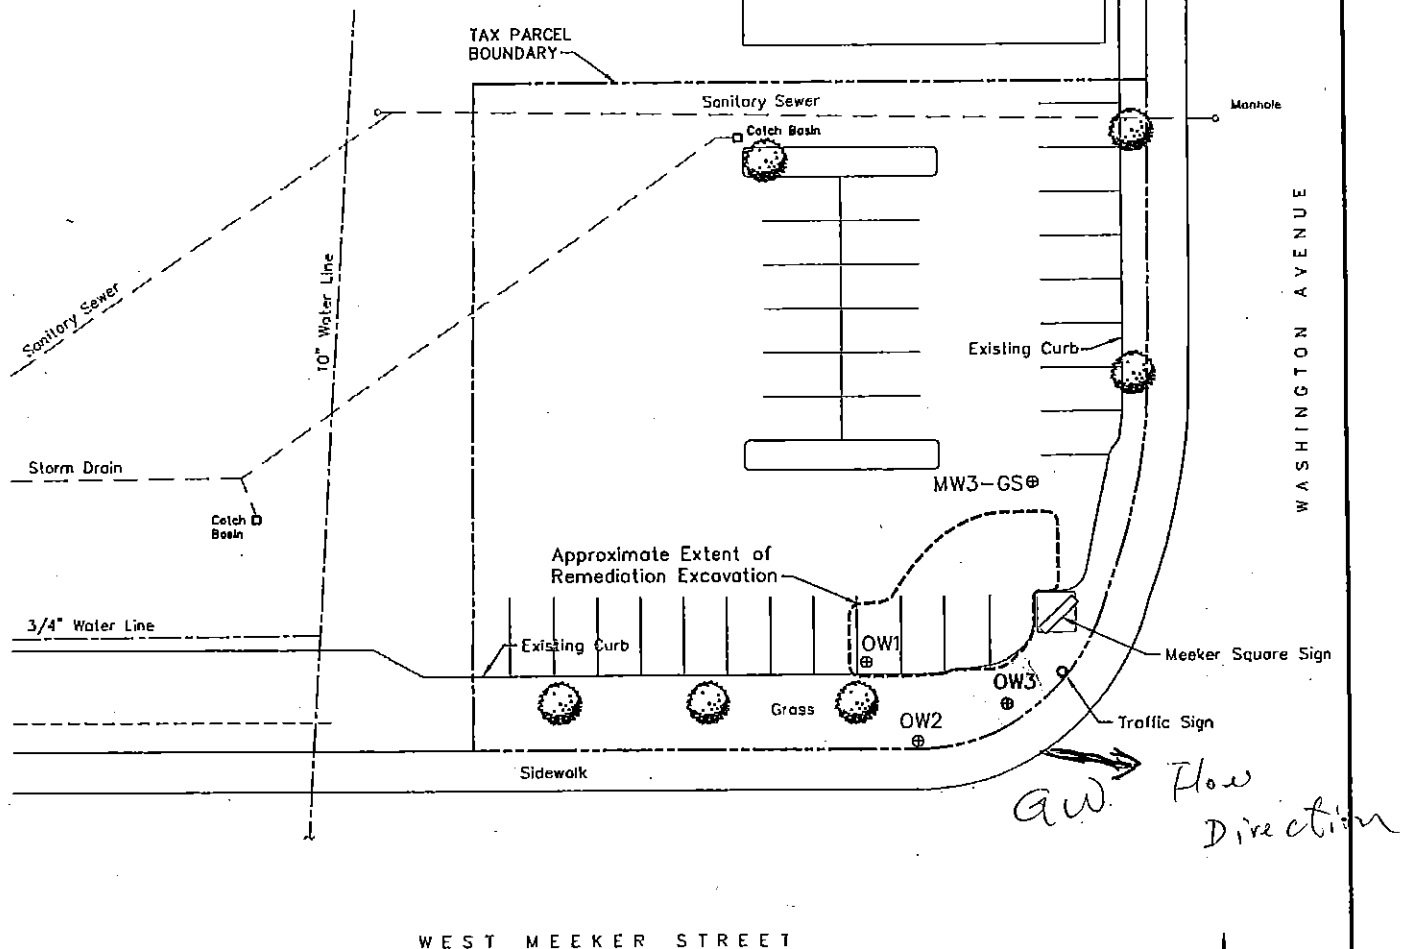 TAX PARCEL
BOUNDARY
Sanitary Sewer
Manhole
Catch Basin
WASHINGTON AVENUE
10" Water Line
Sanitary Sewer
Existing Curb
Storm Drain
MW3-GS
Catch
Basin
Approximate Extent of
Remediation Excavation
3/4" Water Line
Existing Curb
OW1
Meeker Square Sign
OW3
Grass
OW2
Traffic Sign
Sidewalk
GW. Flow
Direction
WEST MEEKER STREET